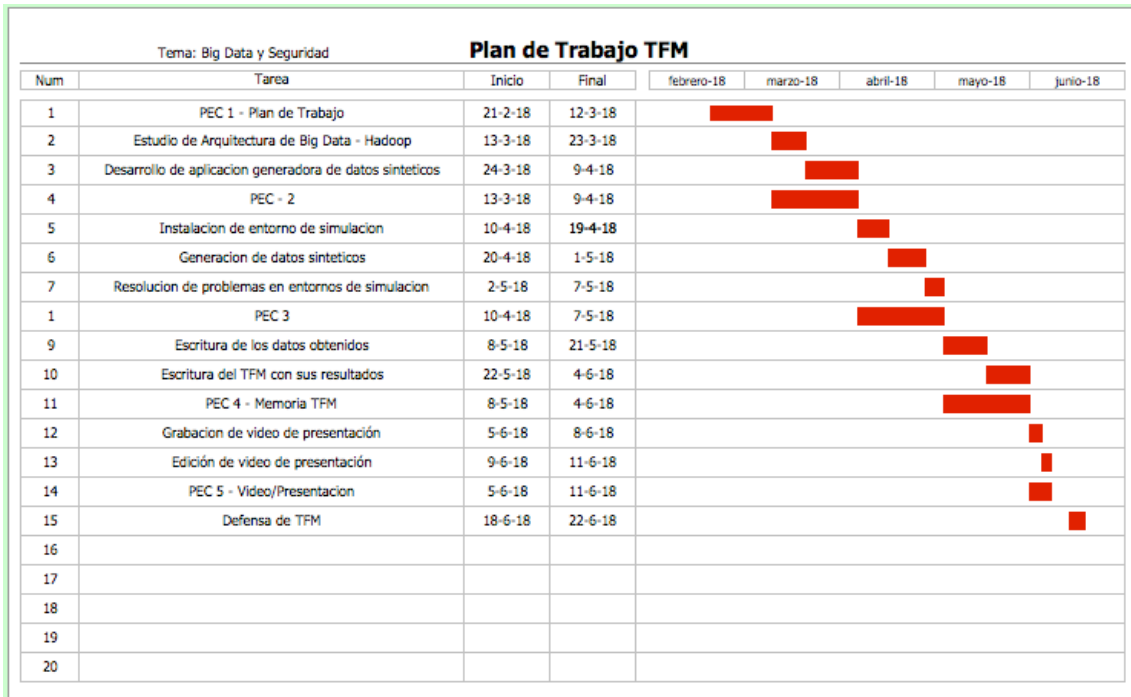 Tema: Big Data y Seguridad Plan de Trabajo TFM
Num Tarea Inicio Final febrero-18 marzo-18 abril-18 mayo-18 junio-18
1 PEC 1 - Plan de Trabajo 21-2-18 12-3-18
2 Estudio de Arquitectura de Big Data - Hadoop 13-3-18 23-3-18
3 Desarrollo de aplicacion generadora de datos sinteticos 24-3-18 9-4-18
4 PEC - 2 13-3-18 9-4-18
5 Instalacion de entorno de simulacion 10-4-18 19-4-18
6 Generacion de datos sinteticos 20-4-18 1-5-18
7 Resolucion de problemas en entornos de simulacion 2-5-18 7-5-18
1 PEC 3 10-4-18 7-5-18
9 Escritura de los datos obtenidos 8-5-18 21-5-18
10 Escritura del TFM con sus resultados 22-5-18 4-6-18
11 PEC 4 - Memoria TFM 8-5-18 4-6-18
12 Grabacion de video de presentación 5-6-18 8-6-18
13 Edición de video de presentación 9-6-18 11-6-18
14 PEC 5 - Video/Presentacion 5-6-18 11-6-18
15 Defensa de TFM 18-6-18 22-6-18
16
17
18
19
20